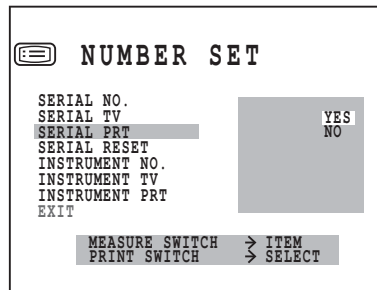 NUMBER SET
SERIAL NO.
SERIAL TV
SERIAL PRT
SERIAL RESET
INSTRUMENT NO.
INSTRUMENT TV
INSTRUMENT PRT
EXIT
YES
NO
MEASURE SWITCH → ITEM
PRINT SWITCH → SELECT